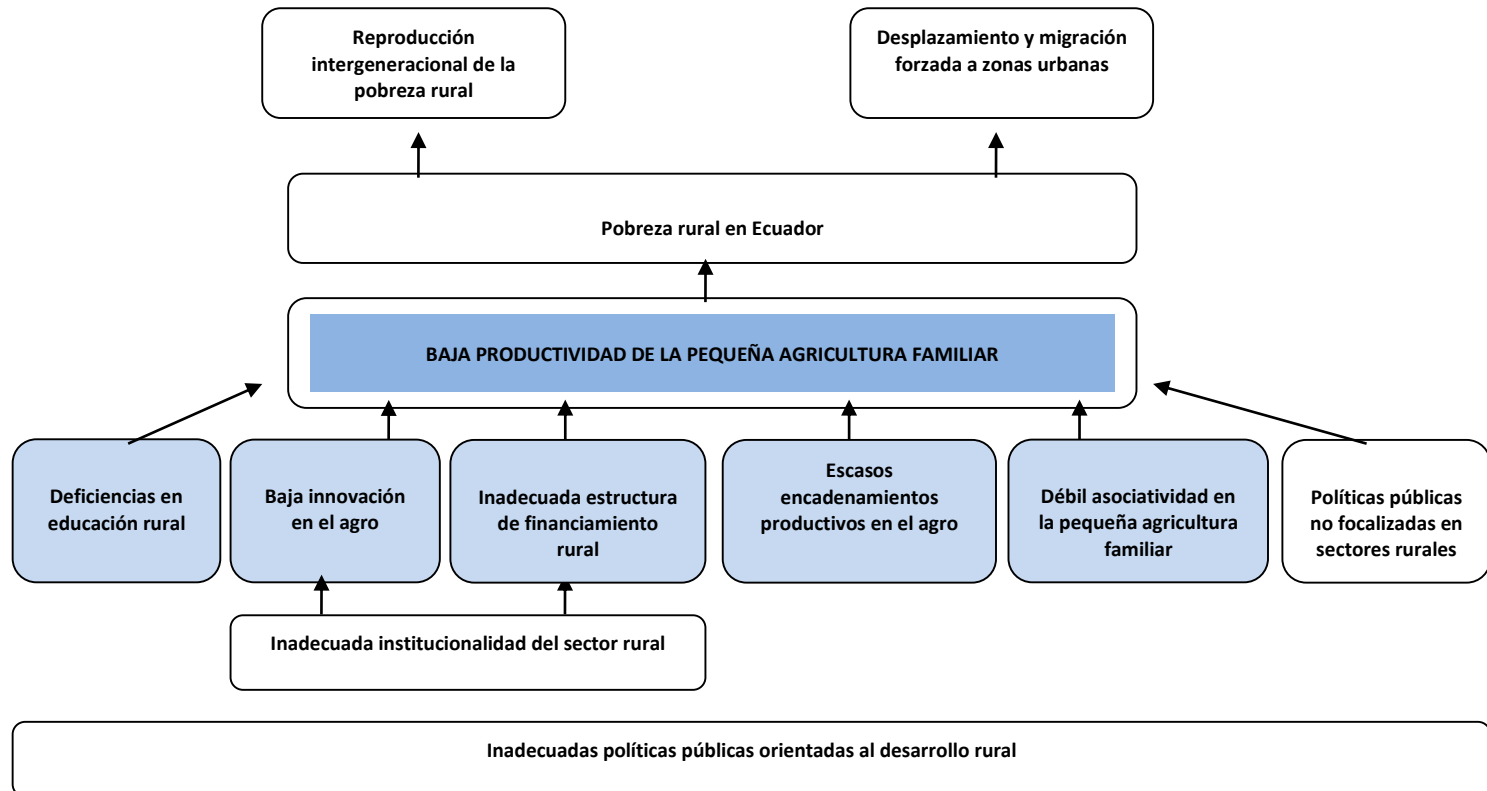 Reproducción
intergeneracional de la
pobreza rural
Desplazamiento y migración
forzada a zonas urbanas
Pobreza rural en Ecuador
BAJA PRODUCTIVIDAD DE LA PEQUEÑA AGRICULTURA FAMILIAR
Deficiencias en
educación rural
Baja innovación
en el agro
Inadecuada estructura
de financiamiento
rural
Escasos
encadenamientos
productivos en el agro
Débil asociatividad en
la pequeña agricultura
familiar
Políticas públicas
no focalizadas en
sectores rurales
Inadecuada institucionalidad del sector rural
Inadecuadas políticas públicas orientadas al desarrollo rural